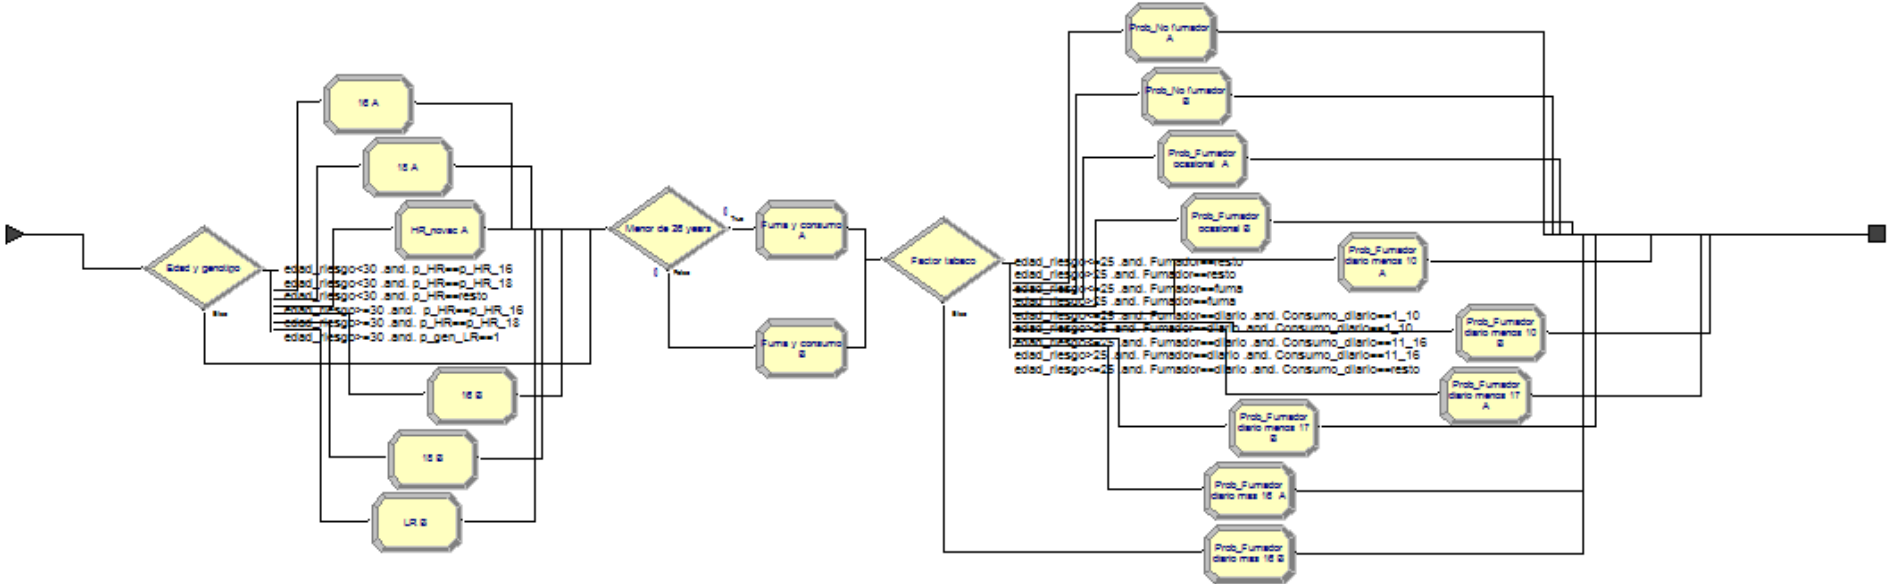 Edad y genotipo
Else
16 A
18 A
HR_novac A
edad_riesgo<30 .and. p_HR==p_HR_16
edad_riesgo<30 .and. p_HR==p_HR_18
edad_riesgo<30 .and. p_HR==resto
edad_riesgo>=30 .and. p_HR==p_HR_16
edad_riesgo>=30 .and. p_HR==p_HR_18
edad_riesgo>=30 .and. p_gen_LR==1
16 B
18 B
LR B
Menor de 26 years
0
True
0
False
Fuma y consumo
A
Fuma y consumo
B
Factor tabaco
Else
edad_riesgo<=25 .and. Fumador==resto
edad_riesgo>25 .and. Fumador==resto
edad_riesgo<=25 .and. Fumador==fuma
edad_riesgo>25 .and. Fumador==fuma
edad_riesgo<=25 .and. Fumador==diario .and. Consumo_diario==1_10
edad_riesgo>25 .and. Fumador==diario .and. Consumo_diario==1_10
edad_riesgo<=25 .and. Fumador==diario .and. Consumo_diario==11_16
edad_riesgo>25 .and. Fumador==diario .and. Consumo_diario==11_16
edad_riesgo<=25 .and. Fumador==diario .and. Consumo_diario==resto
Prob_No fumador
A
Prob_No fumador
B
Prob_Fumador
ocasional A
Prob_Fumador
ocasional B
Prob_Fumador
diario menos 10
A
Prob_Fumador
diario menos 10
B
Prob_Fumador
diario menos 17
A
Prob_Fumador
diario menos 17
B
Prob_Fumador
diario mas 16 A
Prob_Fumador
diario mas 16 B